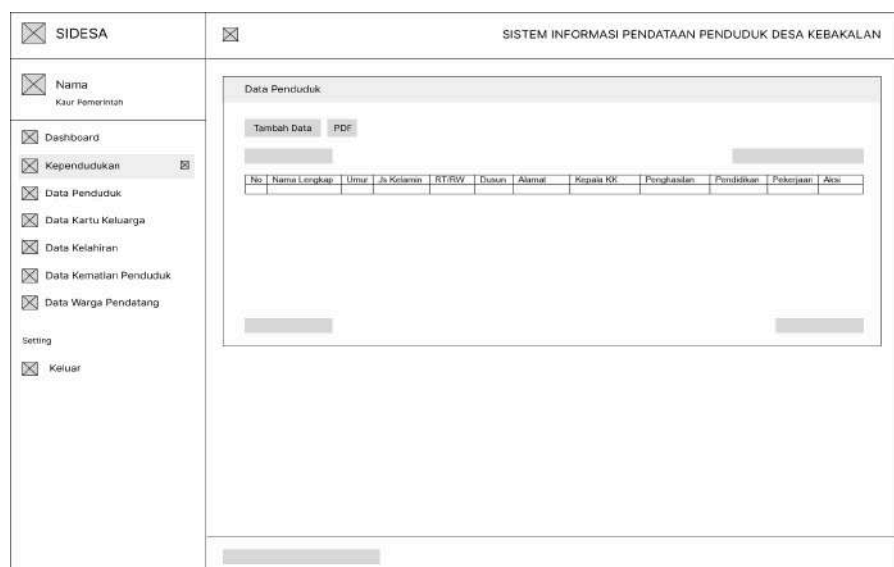 SIDESA
SISTEM INFORMASI PENDATAAN PENDUDUK DESA KEBAKALAN
Nama
Kaur Pemerintah
Dashboard
Kependudukan
Data Penduduk
Data Kartu Keluarga
Data Kelahiran
Data Kematian Penduduk
Data Warga Pendatang
Setting
Keluar
Data Penduduk
Tambah Data PDF
No Nama Lengkap Umur Js Kelamin RT/RW Dusun Alamat Kepala KK Penghasilan Pendidikan Pekerjaan Aksi